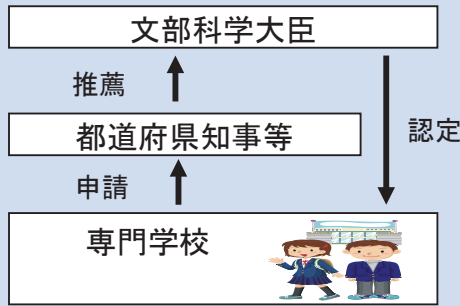 文部科学大臣
推薦
都道府県知事等
認定
申請
専門学校